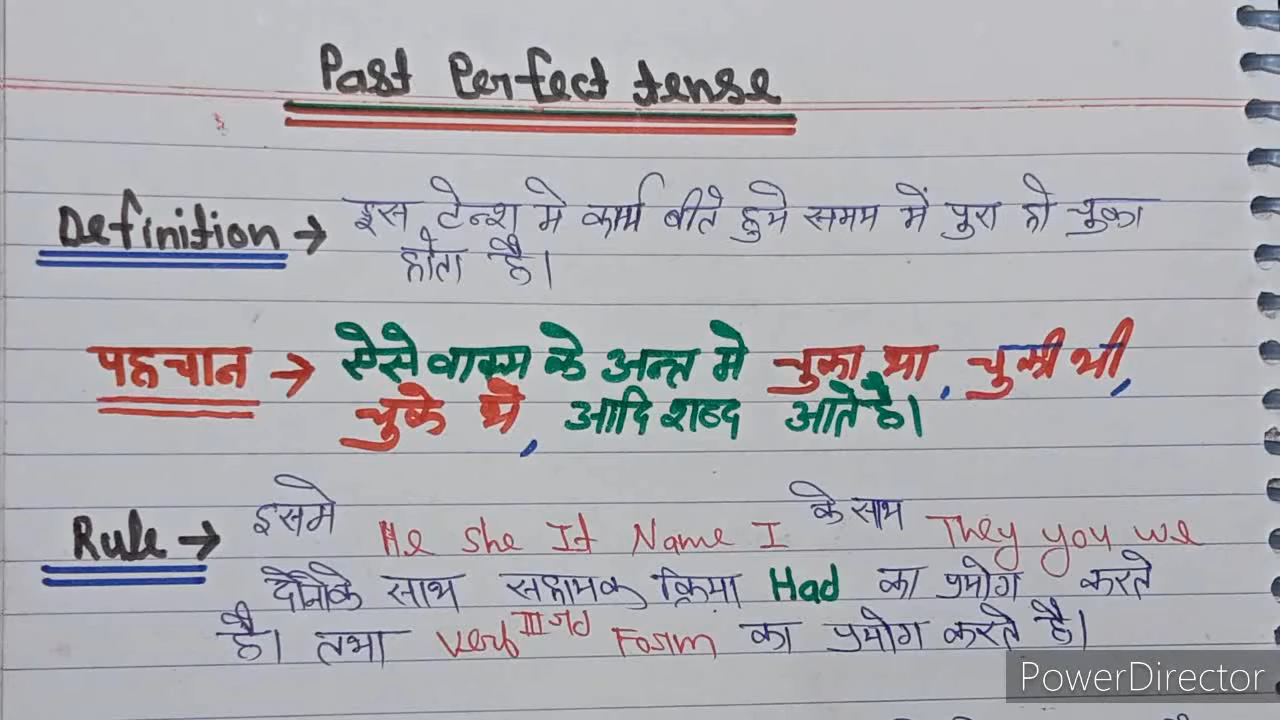 Past Perfect tense
Definition → इस टेन्श मे कार्य बीते हुये समय में पुरा हो चुका
होता है।
पहचान → ऐसे वाक्य के अन्त मे चुका था, चुकी थी,
चुके थे, आदि शब्द आते है।
Rule → इसमे He She It Name I के साथ They you we
दोनोंके साथ सहायक क्रिया Had का प्रयोग करते
है। तथा Verb IIIrd Form का प्रयोग करते है।
PowerDirector